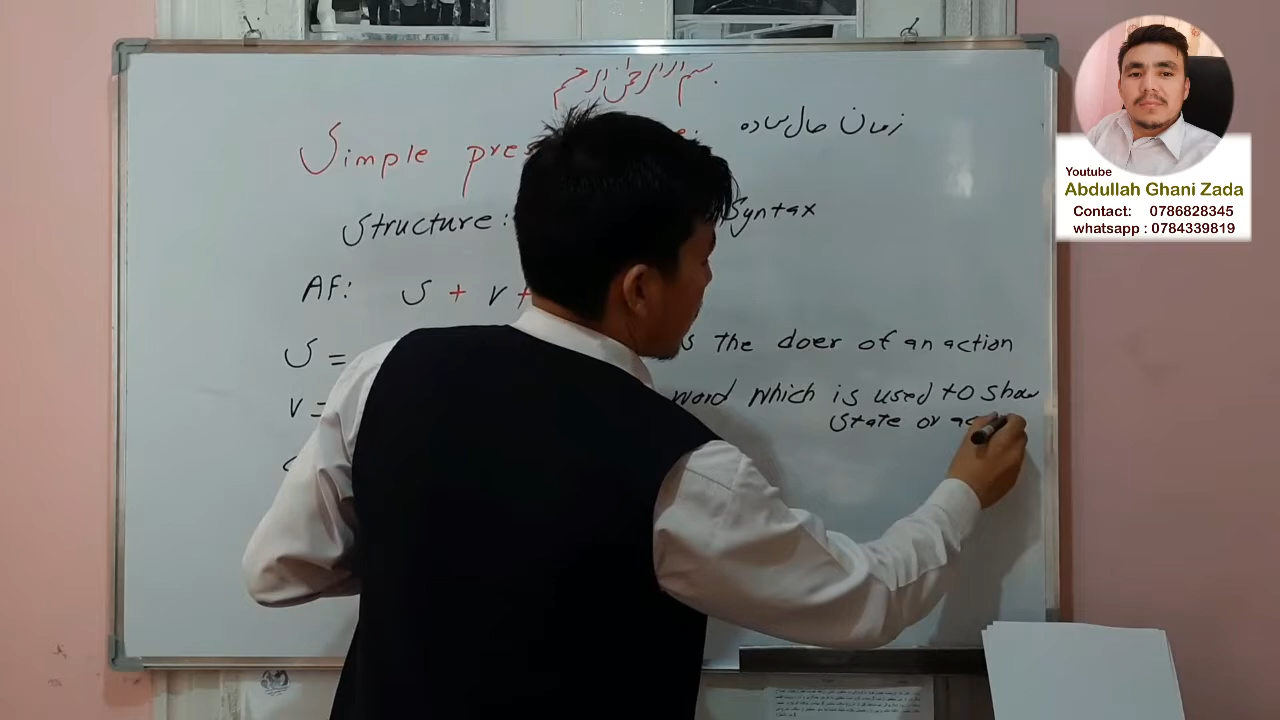 بسم الله الرحمن الرحیم
Simple pres
زمان حال ساده
Structure:
Syntax
AF: S + V +
S =
s the doer of an action
V =
word which is used to show
state or ac
Youtube
Abdullah Ghani Zada
Contact: 0786828345
whatsapp : 0784339819